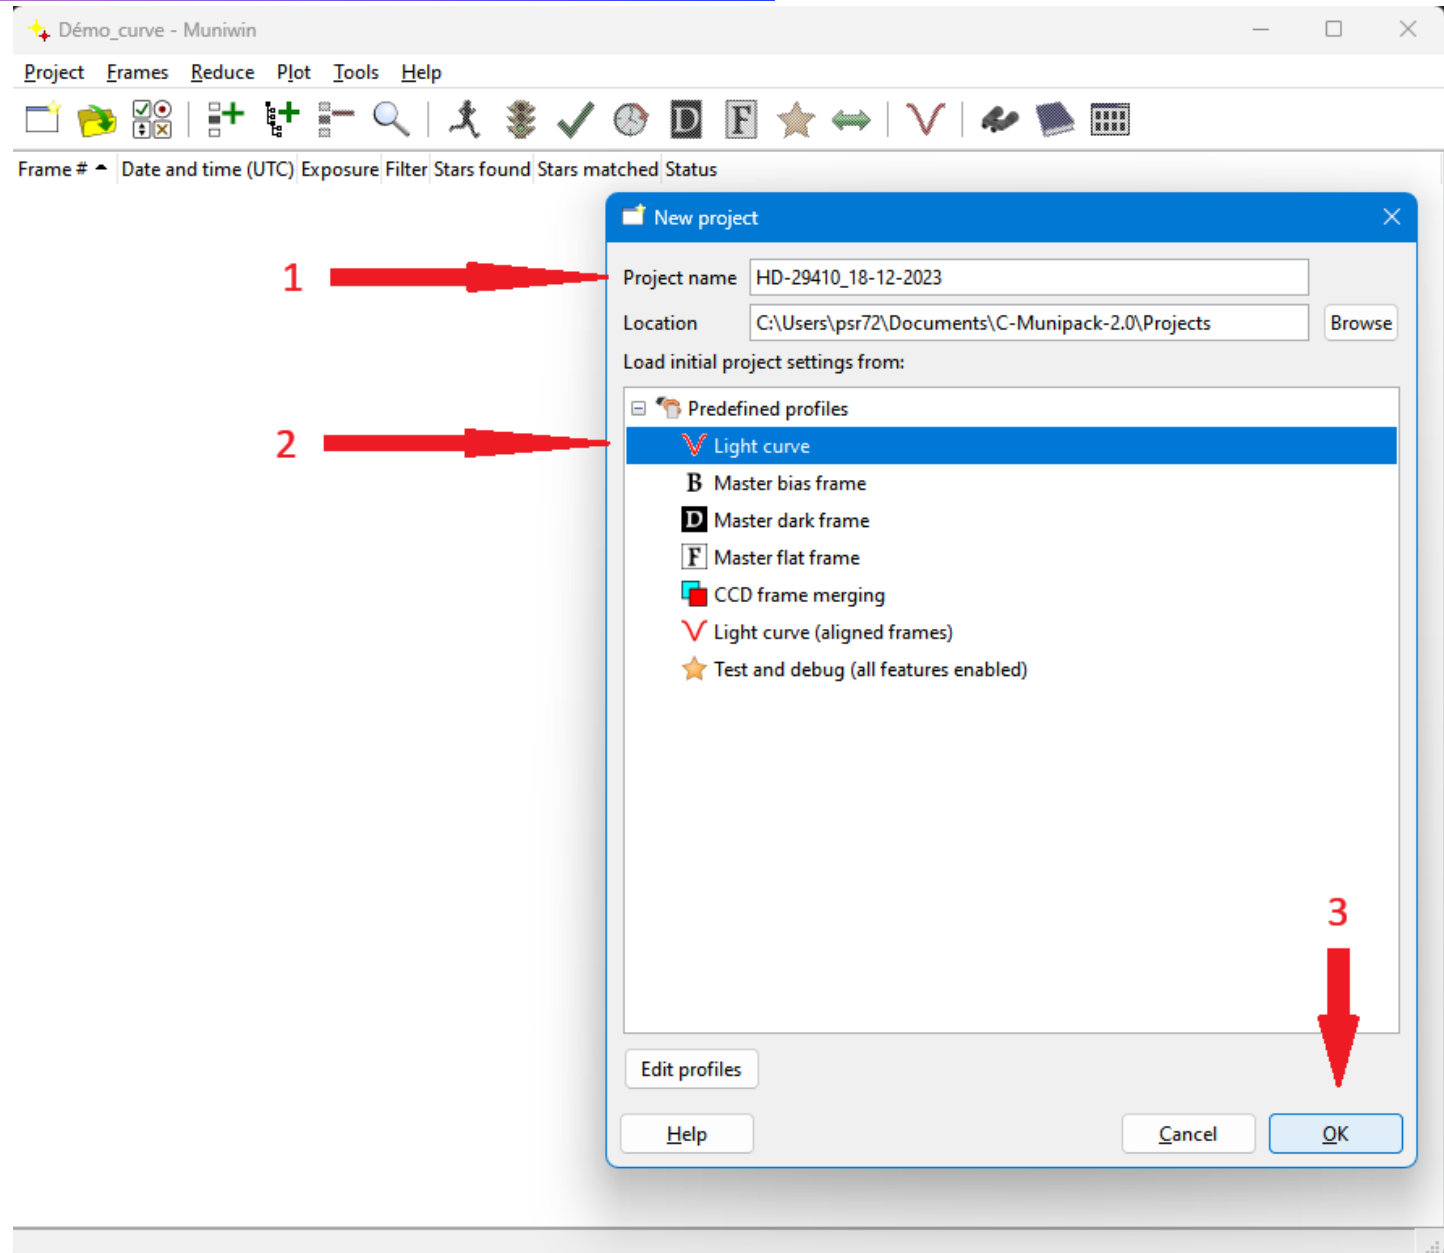 Démo_curve - Muniwin
Project Frames Reduce Plot Tools Help
D F
Frame # Date and time (UTC) Exposure Filter Stars found Stars matched Status
New project
1
Project name HD-29410_18-12-2023
Location C:\Users\psr72\Documents\C-Munipack-2.0\Projects Browse
Load initial project settings from:
Predefined profiles
2
Light curve
B Master bias frame
D Master dark frame
F Master flat frame
CCD frame merging
Light curve (aligned frames)
Test and debug (all features enabled)
3
Edit profiles
Help Cancel OK